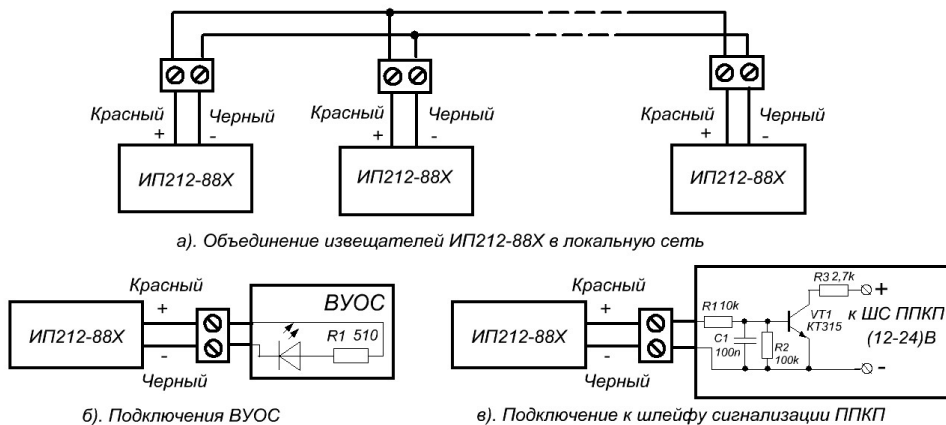 Красный Черный Красный Черный Красный Черный
+ - + - + -
ИП212-88Х ИП212-88Х ИП212-88Х
а). Объединение извещателей ИП212-88Х в локальную сеть
Красный
+
ИП212-88Х
-
Черный
ВУОС
R1 510
б). Подключения ВУОС
Красный
+
ИП212-88Х
-
Черный
R1 10k
C1
100n
R2
100k
VT1
КТ315
R3 2,7k
+
к ШС ППКП
(12-24)В
-
в). Подключение к шлейфу сигнализации ППКП